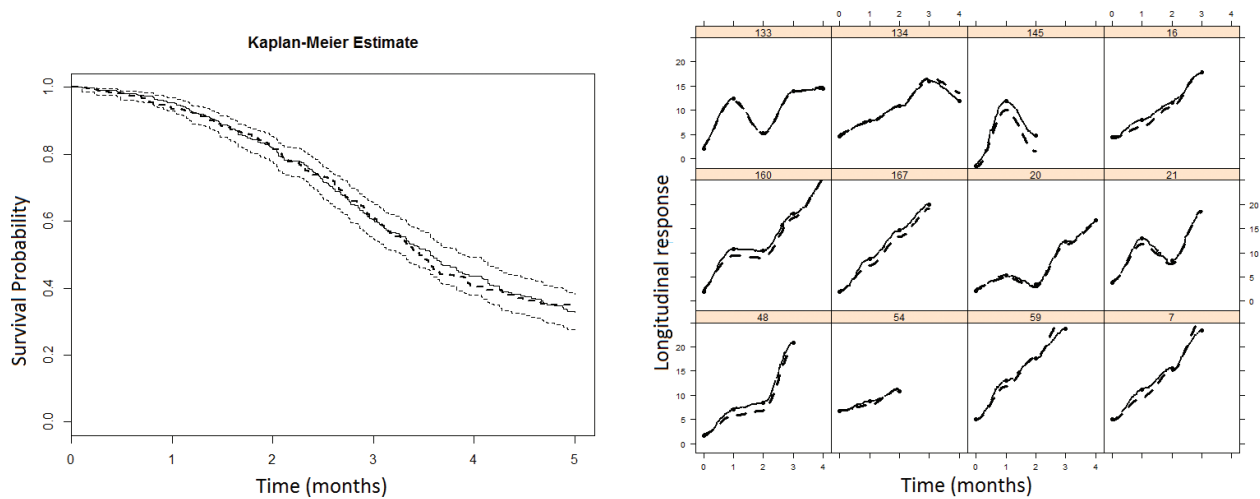 Kaplan-Meier Estimate
Survival Probability
1.0
0.8
0.6
0.4
0.2
0.0
0 1 2 3 4 5
Time (months)
0 1 2 3 4 0 1 2 3 4
133 134 145 16
20
15
10
5
0
160 167 20 21
20
15
10
5
0
Longitudinal response
48 54 59 7
20
15
10
5
0
0 1 2 3 4 0 1 2 3 4
Time (months)